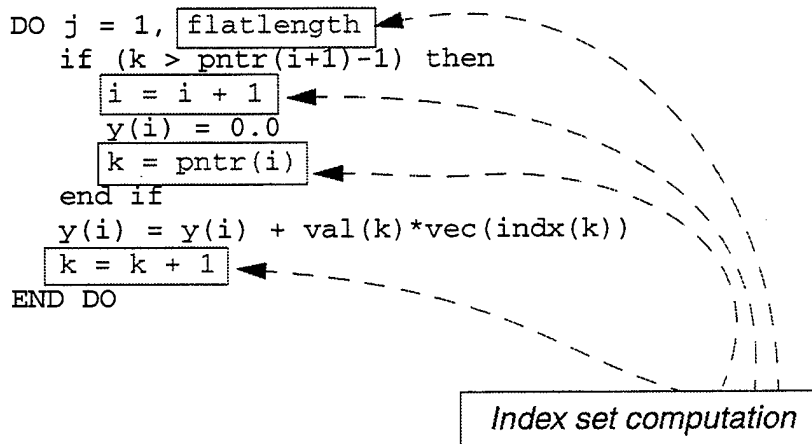 DO j = 1, flatlength
if (k > pntr(i+1)-1) then
i = i + 1
y(i) = 0.0
k = pntr(i)
end if
y(i) = y(i) + val(k)*vec(indx(k))
k = k + 1
END DO
Index set computation